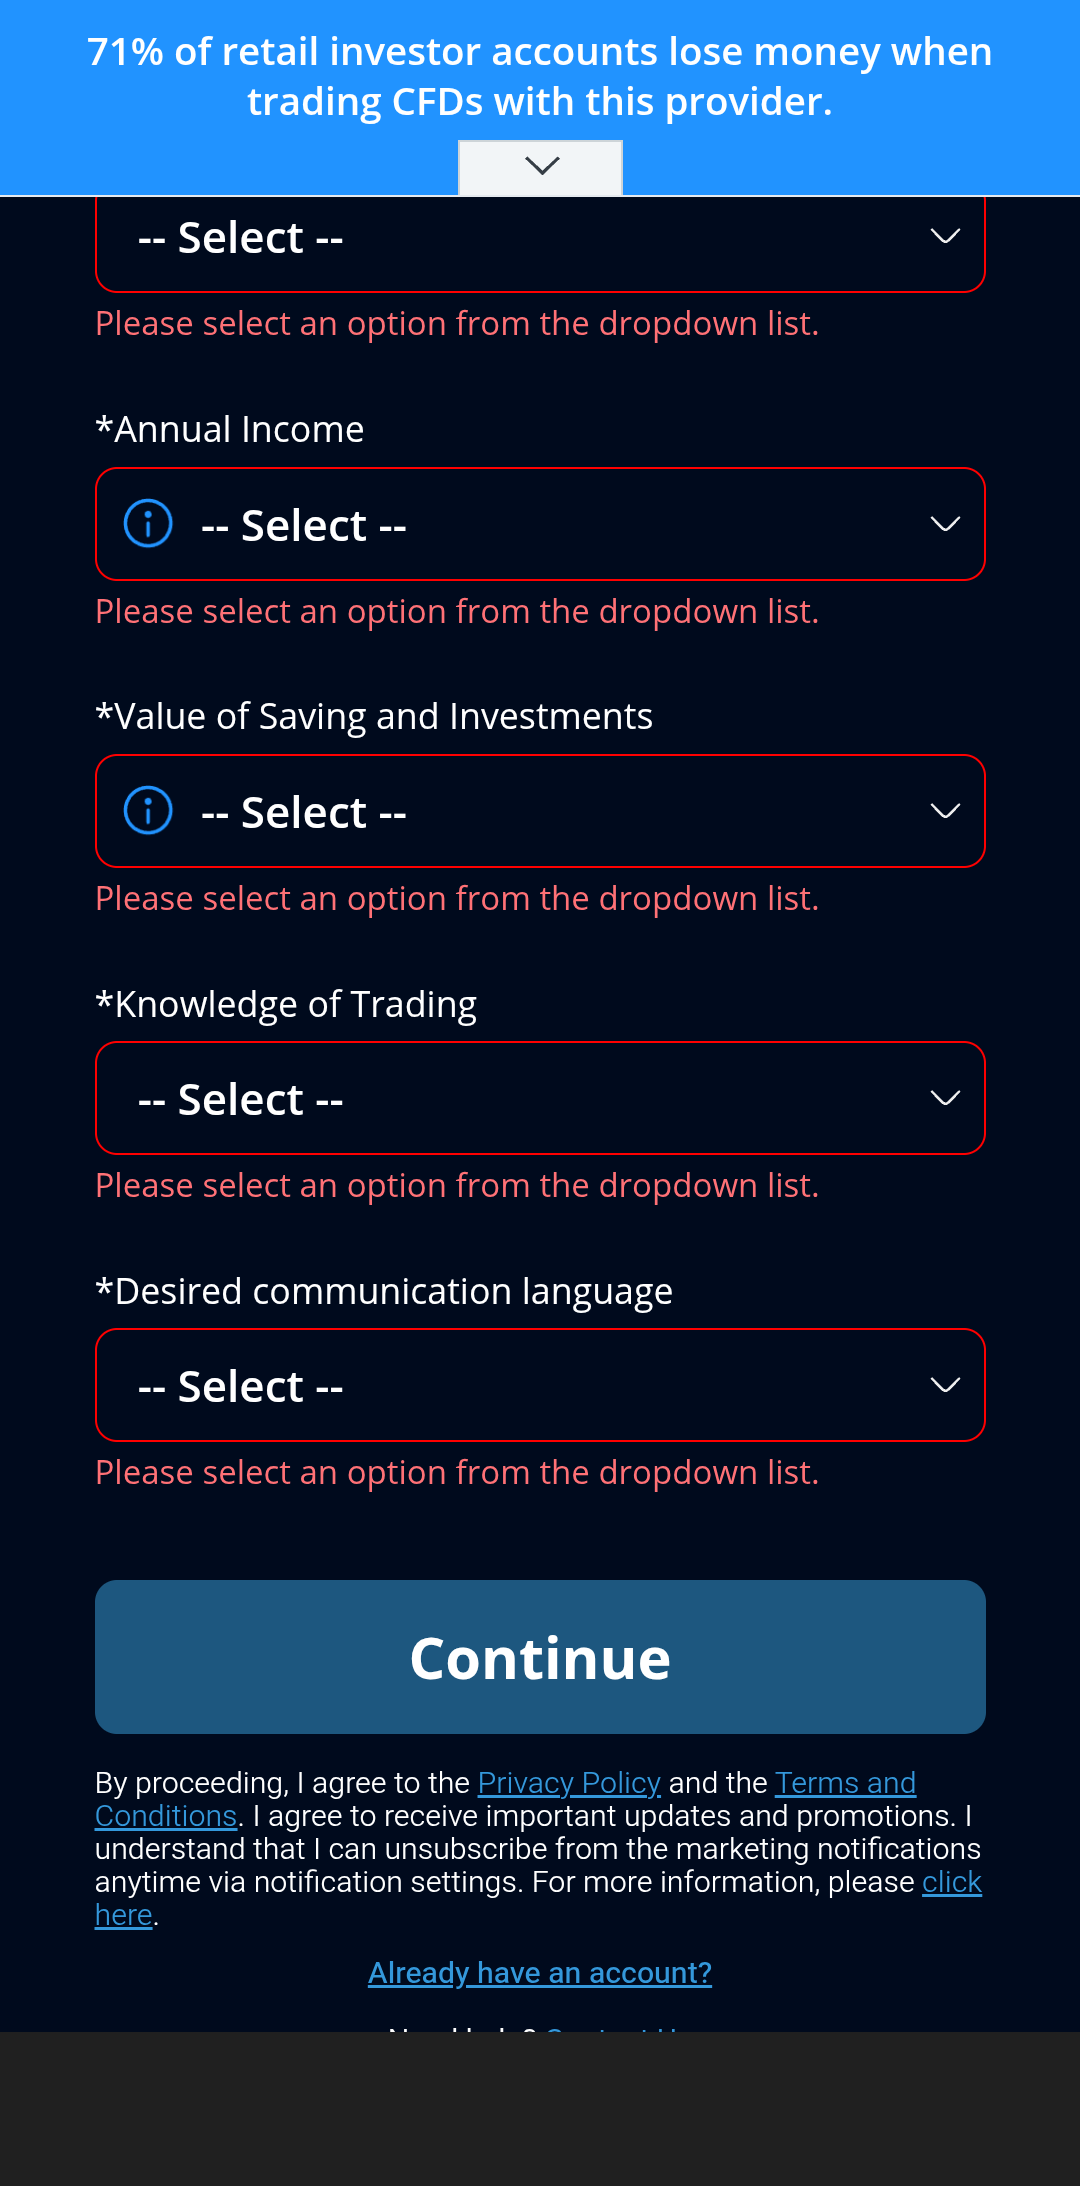 71% of retail investor accounts lose money when
trading CFDs with this provider.
-- Select --
Please select an option from the dropdown list.
*Annual Income
-- Select --
Please select an option from the dropdown list.
*Value of Saving and Investments
-- Select --
Please select an option from the dropdown list.
*Knowledge of Trading
-- Select --
Please select an option from the dropdown list.
*Desired communication language
-- Select --
Please select an option from the dropdown list.
Continue
By proceeding, I agree to the Privacy Policy and the Terms and
Conditions. I agree to receive important updates and promotions. I
understand that I can unsubscribe from the marketing notifications
anytime via notification settings. For more information, please click
here.
Already have an account?